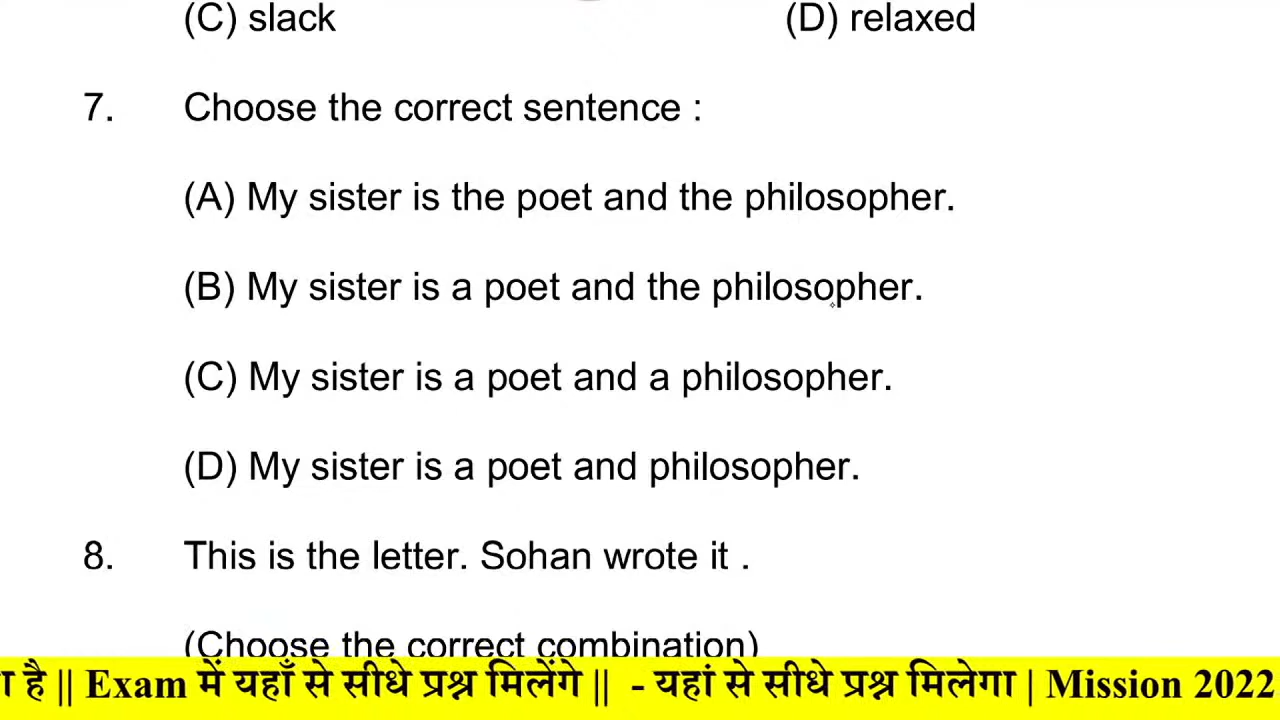 (C) slack (D) relaxed
7. Choose the correct sentence :
(A) My sister is the poet and the philosopher.
(B) My sister is a poet and the philosopher.
(C) My sister is a poet and a philosopher.
(D) My sister is a poet and philosopher.
8. This is the letter. Sohan wrote it .
(Choose the correct combination)
है || Exam में यहाँ से सीधे प्रश्न मिलेंगे || - यहां से सीधे प्रश्न मिलेगा | Mission 2022